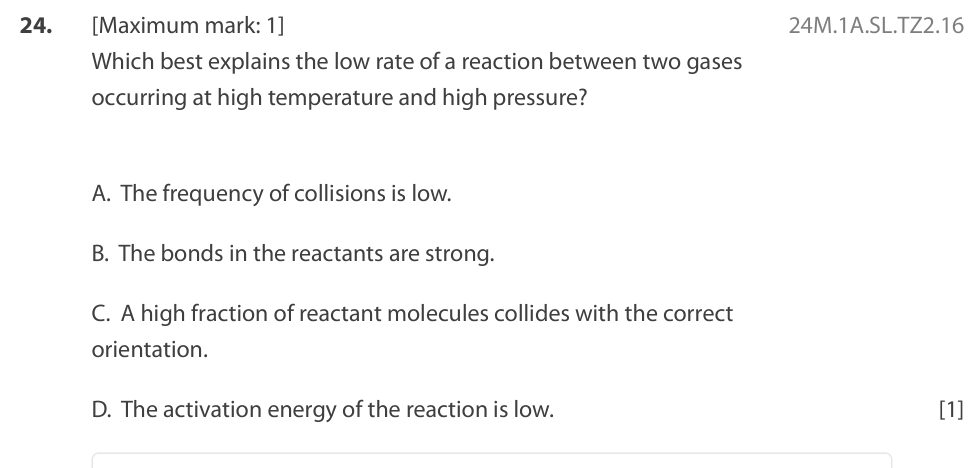 24. [Maximum mark: 1] 24M.1A.SL.TZ2.16
Which best explains the low rate of a reaction between two gases
occurring at high temperature and high pressure?
A. The frequency of collisions is low.
B. The bonds in the reactants are strong.
C. A high fraction of reactant molecules collides with the correct
orientation.
D. The activation energy of the reaction is low. [1]